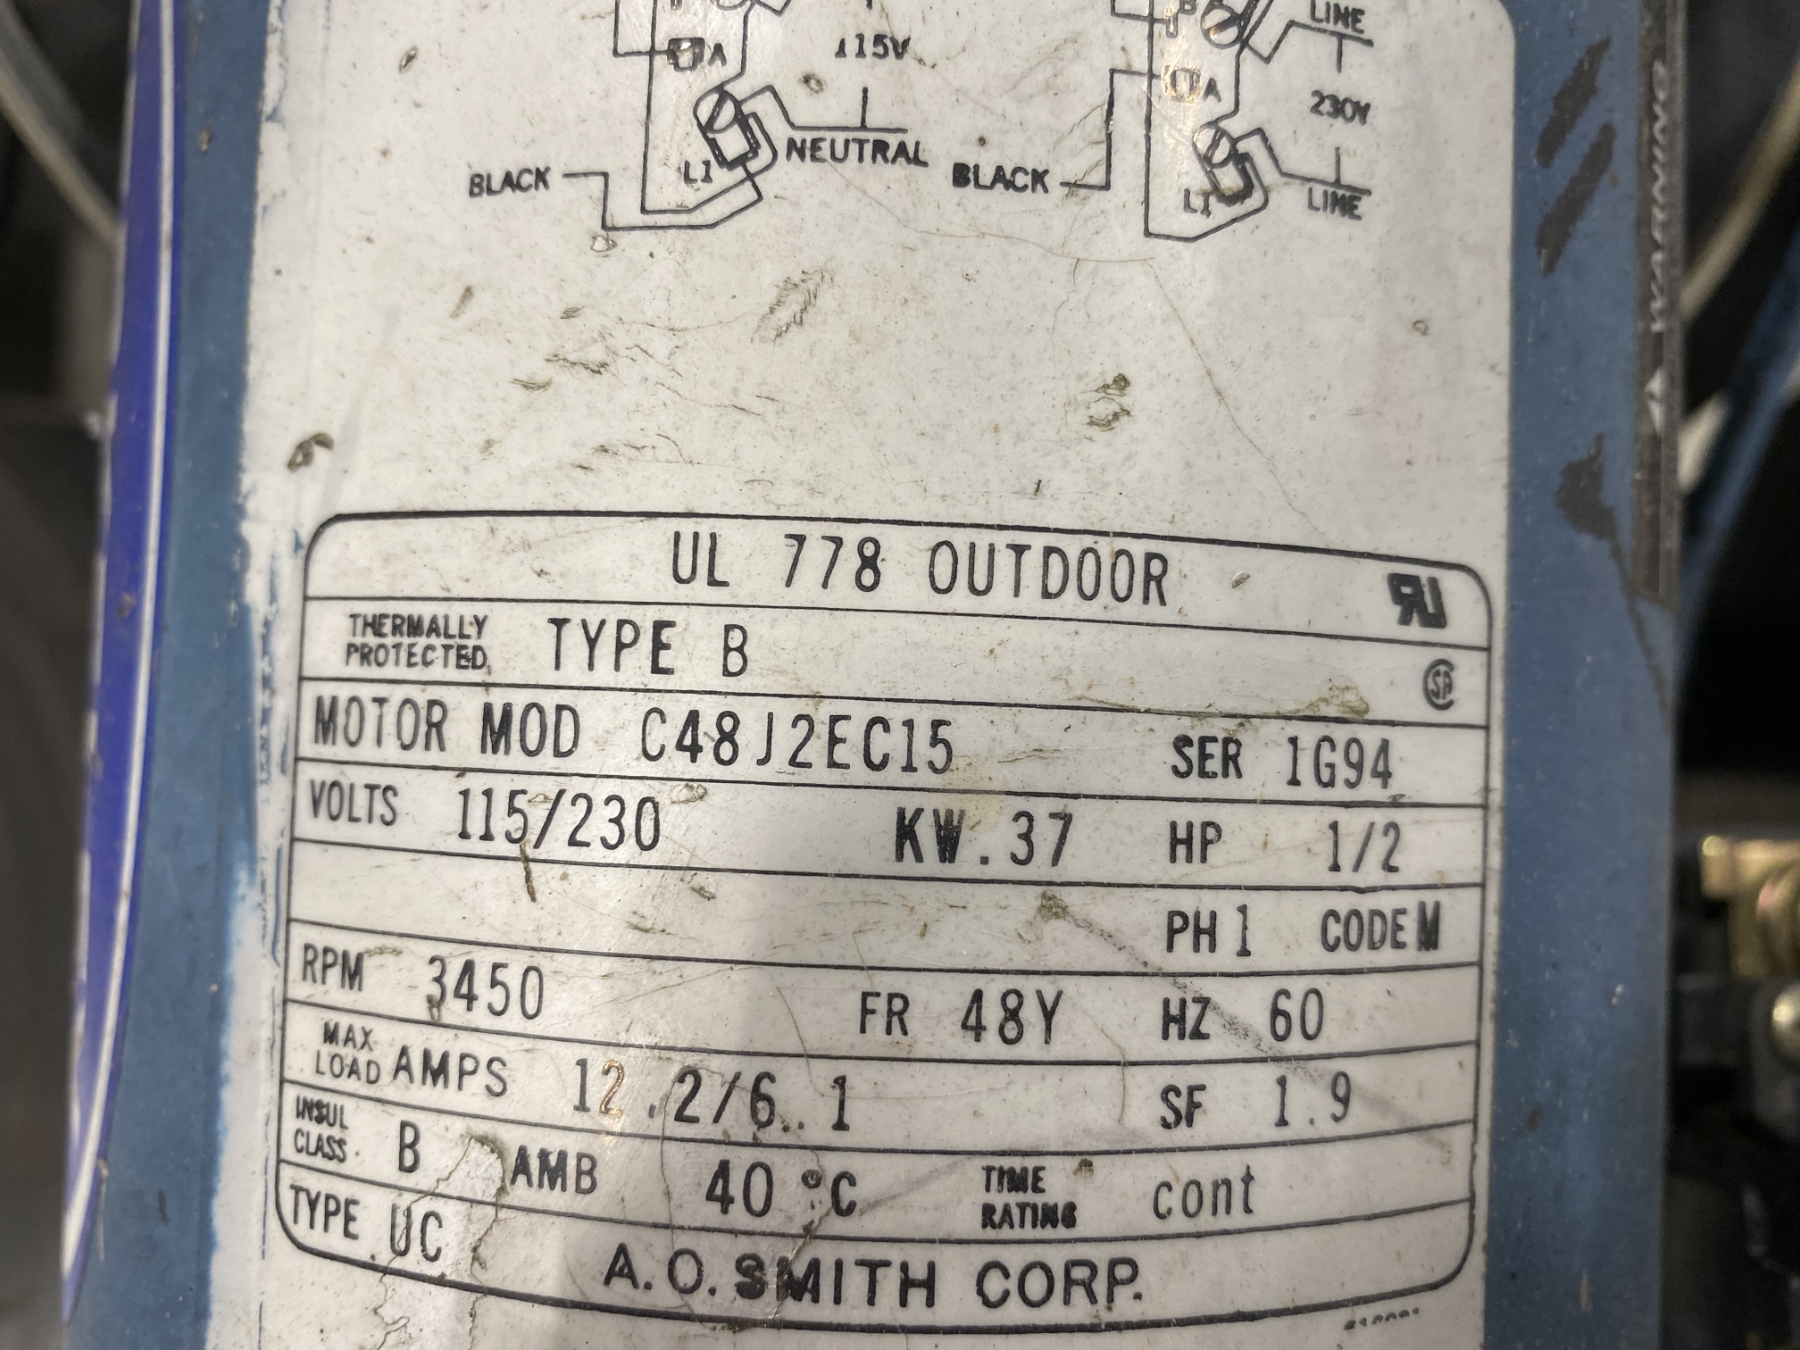 LINE
A 115V
A 230V
NEUTRAL
BLACK L1
BLACK L1 LINE
WARNING
UL 778 OUTDOOR
THERMALLY
PROTECTED TYPE B
MOTOR MOD C48J2EC15 SER 1G94
VOLTS 115/230 KW .37 HP 1/2
PH 1 CODE M
RPM 3450 FR 48Y HZ 60
MAX
LOAD AMPS 12.2/6.1 SF 1.9
INSUL
CLASS B AMB 40 °C TIME
RATING cont
TYPE UC
A.O. SMITH CORP.